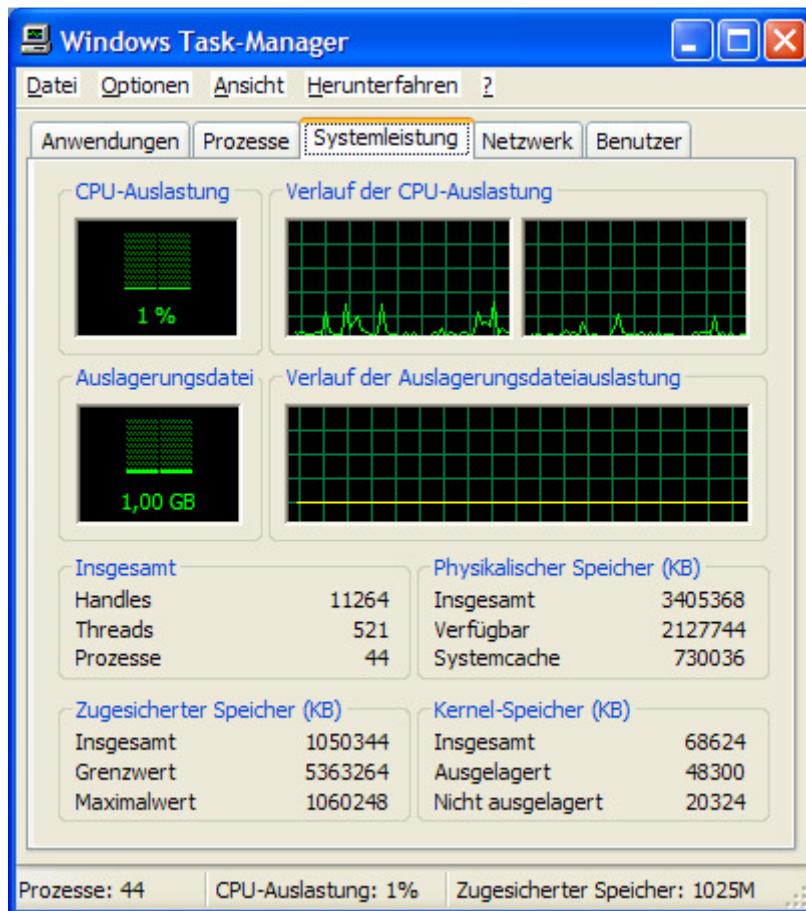 Windows Task-Manager
Datei Optionen Ansicht Herunterfahren ?
Anwendungen Prozesse Systemleistung Netzwerk Benutzer
CPU-Auslastung Verlauf der CPU-Auslastung
1 %
Auslagerungsdatei Verlauf der Auslagerungsdateiauslastung
1,00 GB
Insgesamt Physikalischer Speicher (KB)
Handles 11264 Insgesamt 3405368
Threads 521 Verfügbar 2127744
Prozesse 44 Systemcache 730036
Zugesicherter Speicher (KB) Kernel-Speicher (KB)
Insgesamt 1050344 Insgesamt 68624
Grenzwert 5363264 Ausgelagert 48300
Maximalwert 1060248 Nicht ausgelagert 20324
Prozesse: 44 CPU-Auslastung: 1% Zugesicherter Speicher: 1025M